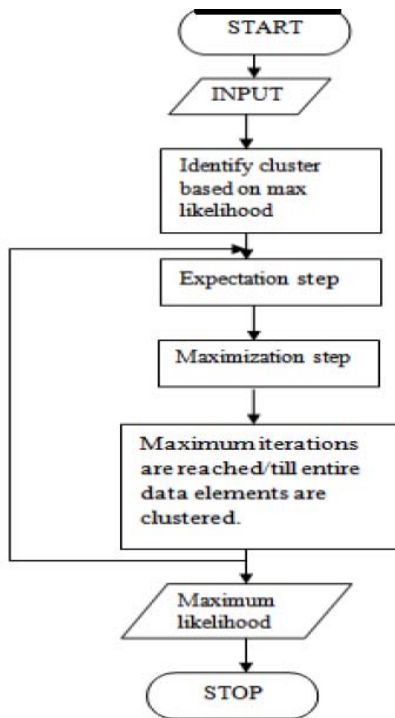 START
INPUT
Identify cluster
based on max
likelihood
Expectation step
Maximization step
Maximum iterations
are reached/till entire
data elements are
clustered.
Maximum
likelihood
STOP